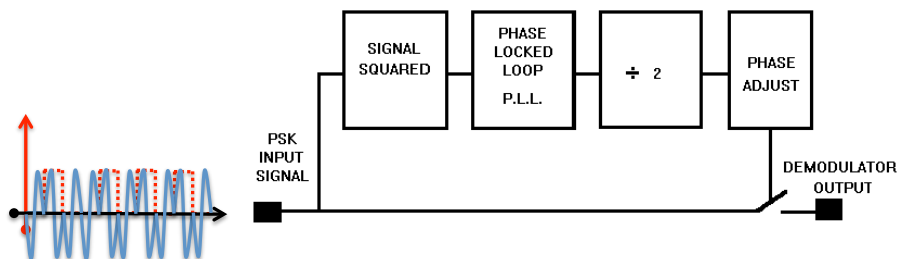 SIGNAL
SQUARED
PHASE
LOCKED
LOOP
P.L.L.
÷ 2
PHASE
ADJUST
PSK
INPUT
SIGNAL
DEMODULATOR
OUTPUT